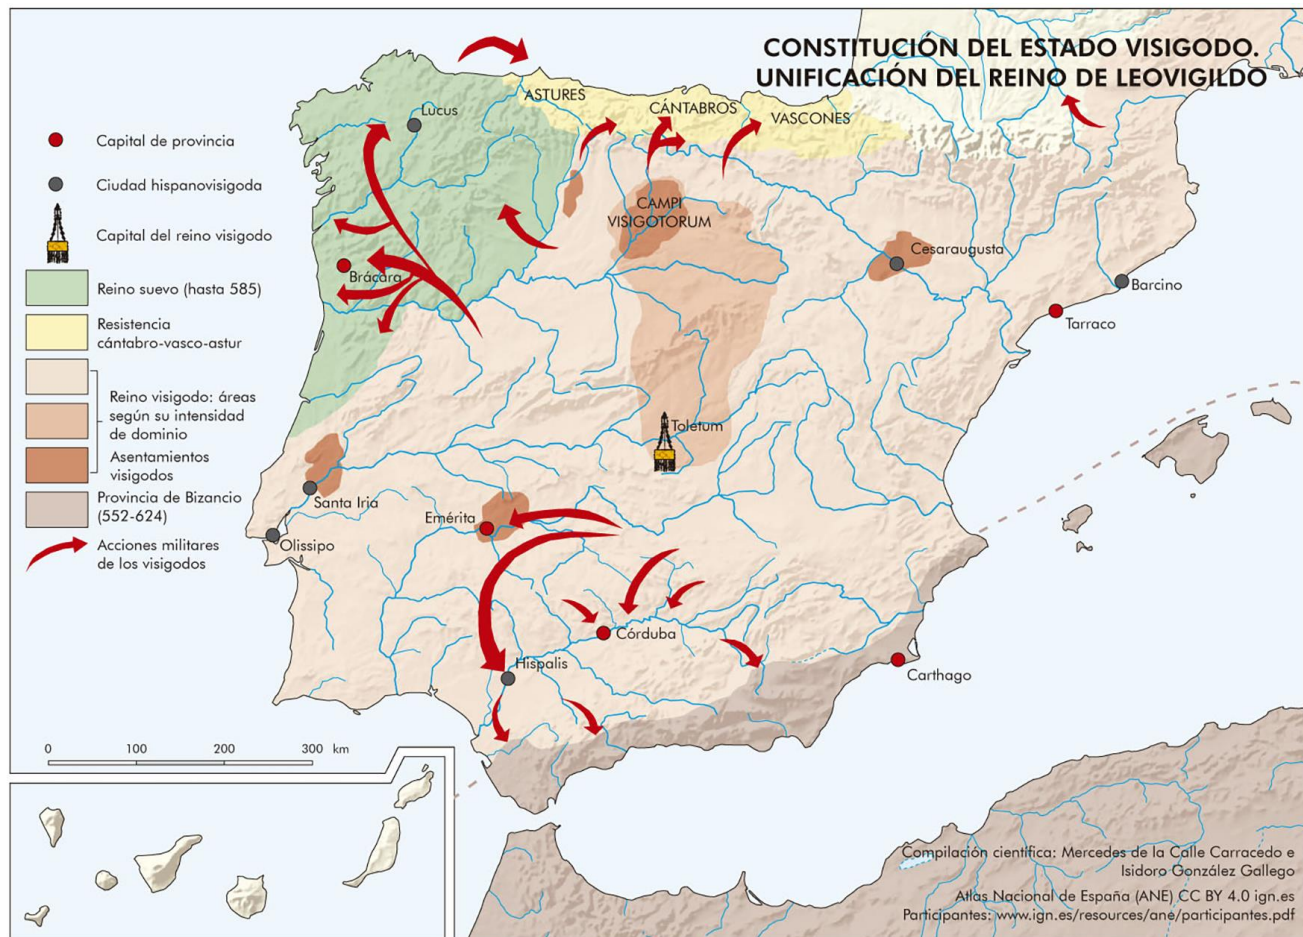 CONSTITUCIÓN DEL ESTADO VISIGODO.
UNIFICACIÓN DEL REINO DE LEOVIGILDO
Capital de provincia
Ciudad hispanovisigoda
Capital del reino visigodo
Reino suevo (hasta 585)
Resistencia
cántabro-vasco-astur
Reino visigodo: áreas
según su intensidad
de dominio
Asentamientos
visigodos
Provincia de Bizancio
(552-624)
Acciones militares
de los visigodos
ASTURES
CÁNTABROS
VASCONES
Lucus
CAMPI
VISIGOTORUM
Brácara
Cesaraugusta
Barcino
Tarraco
Toletum
Santa Iria
Emérita
Olissipo
Córduba
Hispalis
Carthago
0 100 200 300 km
Compilación científica: Mercedes de la Calle Carracedo e
Isidoro González Gallego
Atlas Nacional de España (ANE) CC BY 4.0 ign.es
Participantes: www.ign.es/resources/ane/participantes.pdf